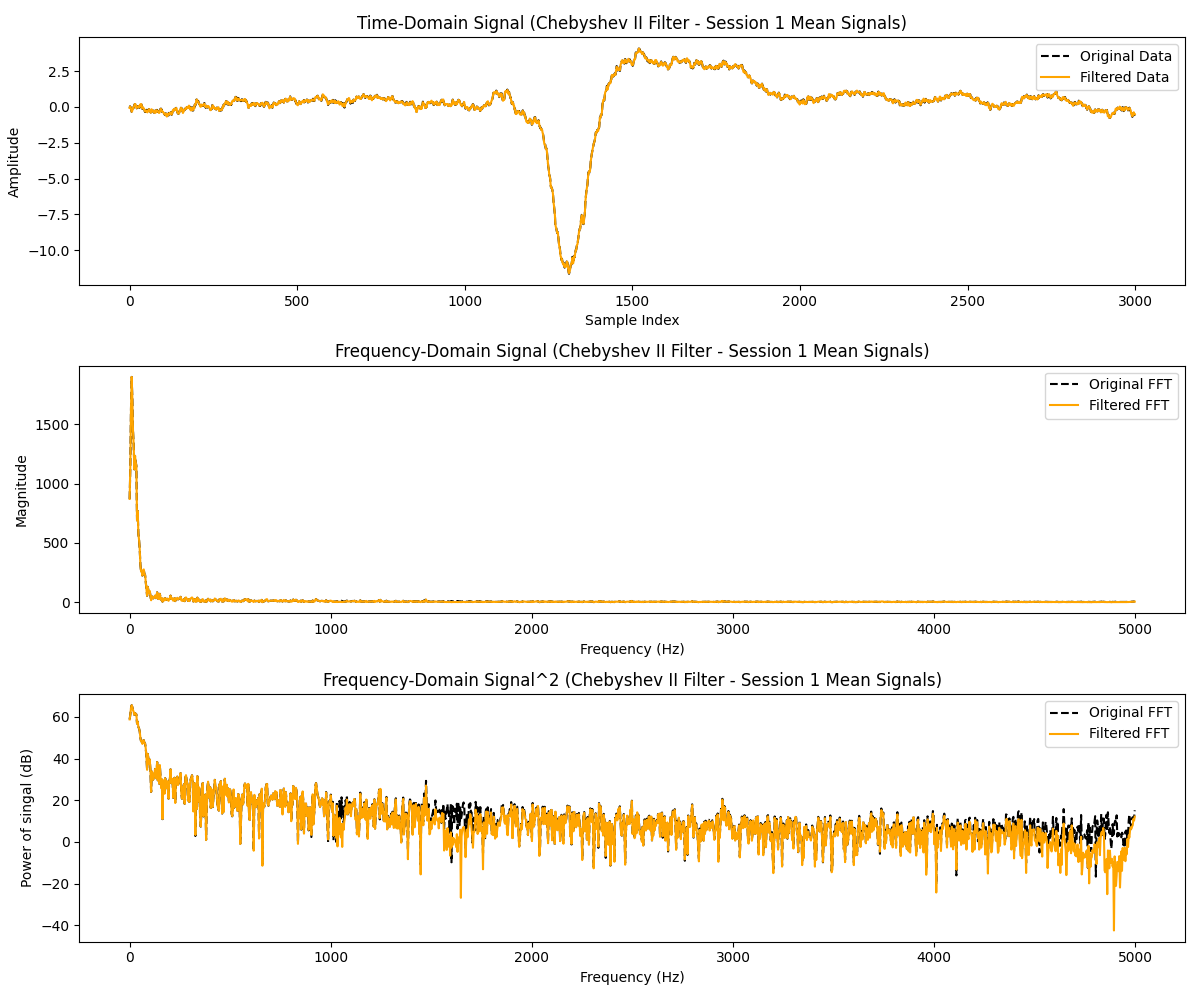 Time-Domain Signal (Chebyshev II Filter - Session 1 Mean Signals)
Original Data
Filtered Data
2.5
0.0
−2.5
−5.0
−7.5
−10.0
Amplitude
0 500 1000 1500 2000 2500 3000
Sample Index
Frequency-Domain Signal (Chebyshev II Filter - Session 1 Mean Signals)
Original FFT
Filtered FFT
1500
1000
500
0
Magnitude
0 1000 2000 3000 4000 5000
Frequency (Hz)
Frequency-Domain Signal^2 (Chebyshev II Filter - Session 1 Mean Signals)
Original FFT
Filtered FFT
60
40
20
0
−20
−40
Power of singal (dB)
0 1000 2000 3000 4000 5000
Frequency (Hz)